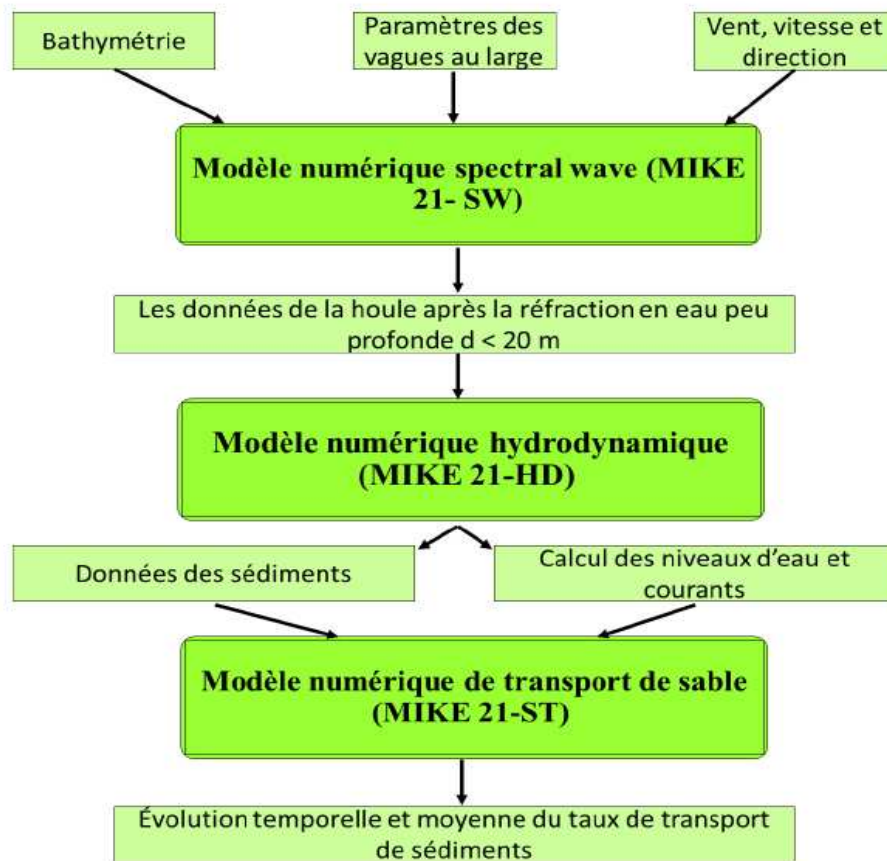 Bathymétrie
Paramètres des
vagues au large
Vent, vitesse et
direction
Modèle numérique spectral wave (MIKE
21- SW)
Les données de la houle après la réfraction en eau peu
profonde d < 20 m
Modèle numérique hydrodynamique
(MIKE 21-HD)
Données des sédiments
Calcul des niveaux d'eau et
courants
Modèle numérique de transport de sable
(MIKE 21-ST)
Évolution temporelle et moyenne du taux de transport
de sédiments